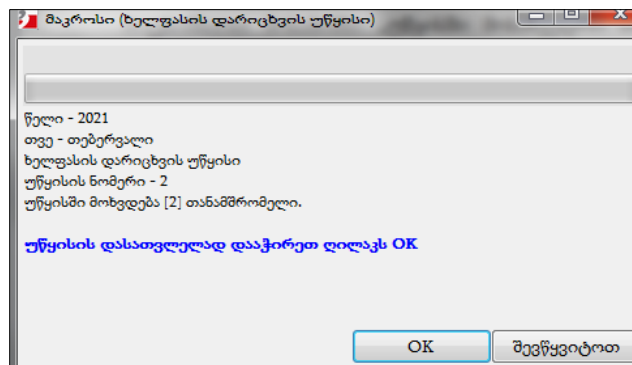 მაკროსი (ხელფასის დარიცხვის უწყისი)
წელი - 2021
თვე - თებერვალი
ხელფასის დარიცხვის უწყისი
უწყისის ნომერი - 2
უწყისში მოხვდება [2] თანამშრომელი.
უწყისის დასათვლელად დააჭირეთ ღილაკს OK
OK
შევწყვიტოთ